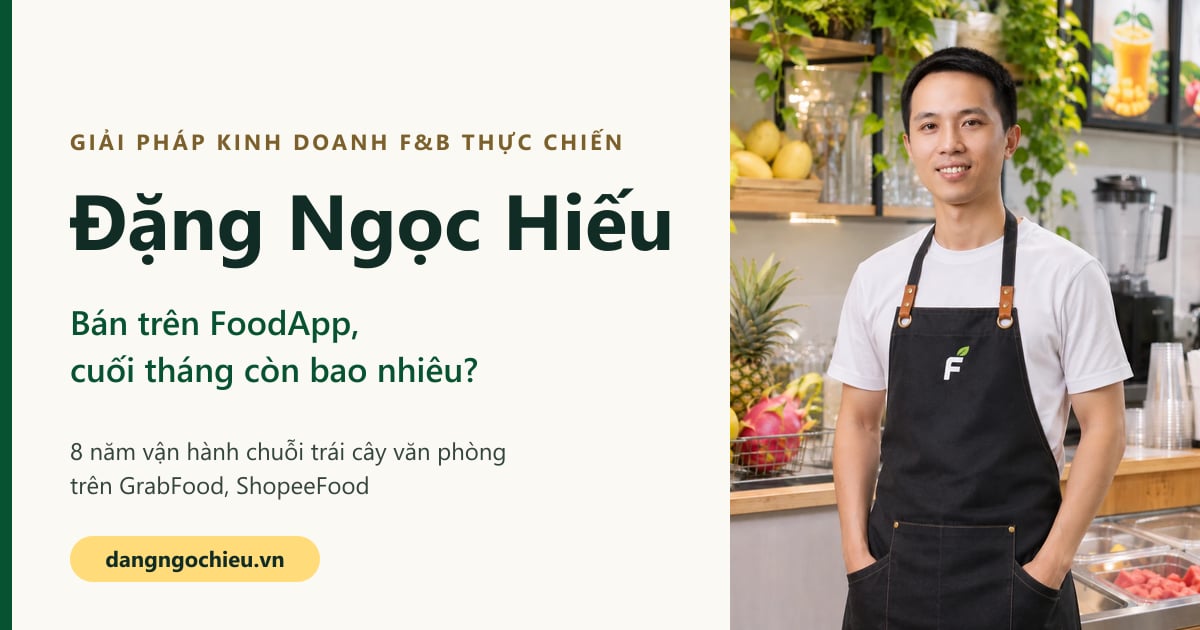 GIẢI PHÁP KINH DOANH F&B THỰC CHIẾN
Đặng Ngọc Hiếu
Bán trên FoodApp,
cuối tháng còn bao nhiêu?
8 năm vận hành chuỗi trái cây văn phòng
trên GrabFood, ShopeeFood
dangngochieu.vn
F